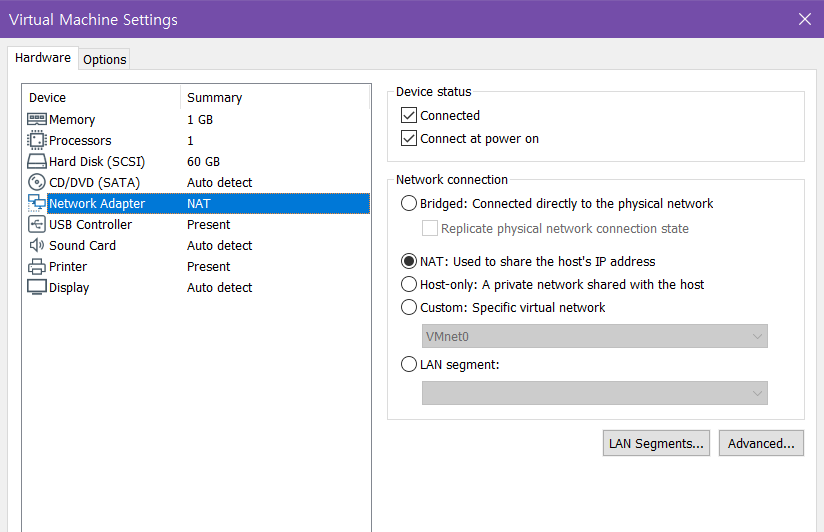 Virtual Machine Settings
Hardware
Options
Device Summary
Memory 1 GB
Processors 1
Hard Disk (SCSI) 60 GB
CD/DVD (SATA) Auto detect
Network Adapter NAT
USB Controller Present
Sound Card Auto detect
Printer Present
Display Auto detect
Device status
Connected
Connect at power on
Network connection
Bridged: Connected directly to the physical network
Replicate physical network connection state
NAT: Used to share the host's IP address
Host-only: A private network shared with the host
Custom: Specific virtual network
VMnet0
LAN segment:
LAN Segments... Advanced...